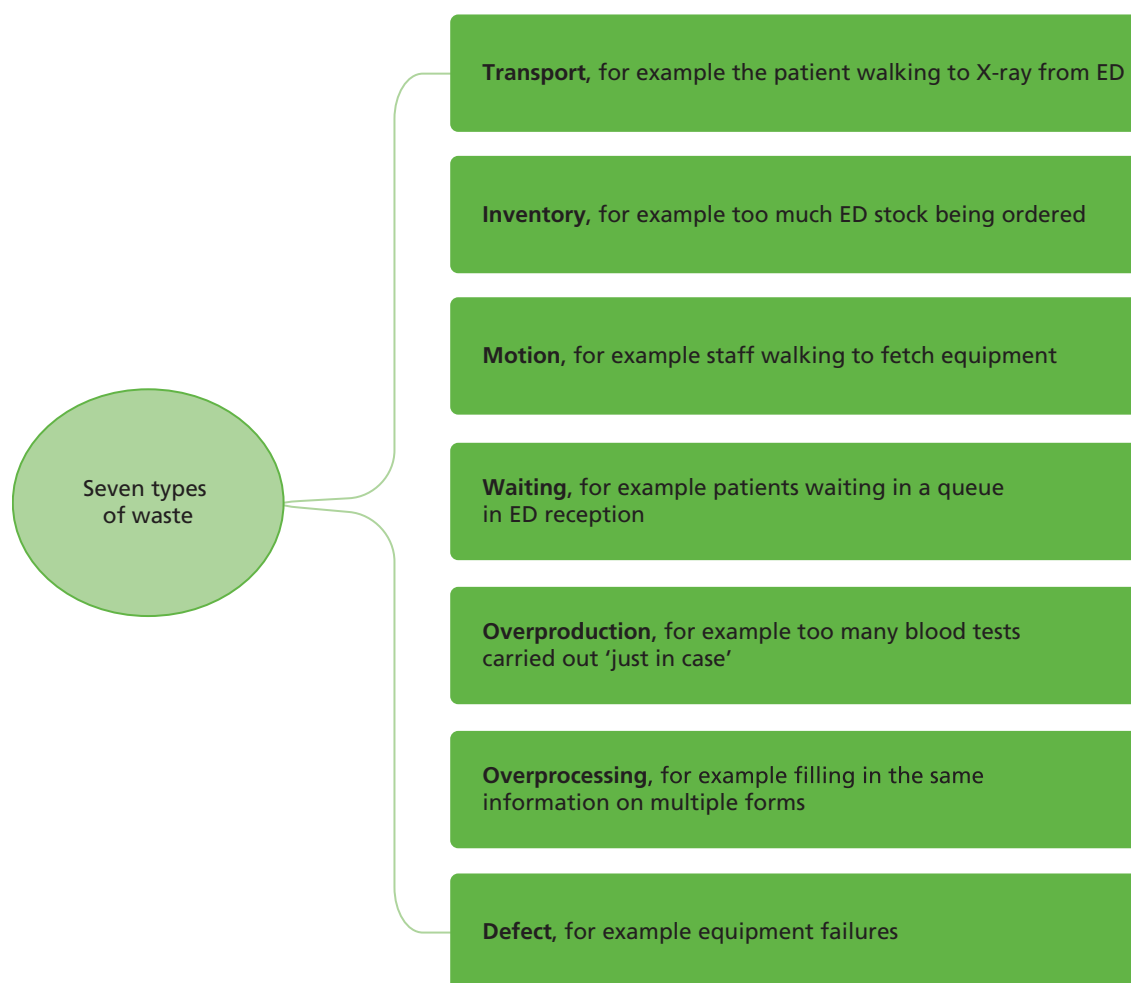 Transport, for example the patient walking to X-ray from ED
Inventory, for example too much ED stock being ordered
Motion, for example staff walking to fetch equipment
Seven types
of waste
Waiting, for example patients waiting in a queue
in ED reception
Overproduction, for example too many blood tests
carried out ‘just in case’
Overprocessing, for example filling in the same
information on multiple forms
Defect, for example equipment failures